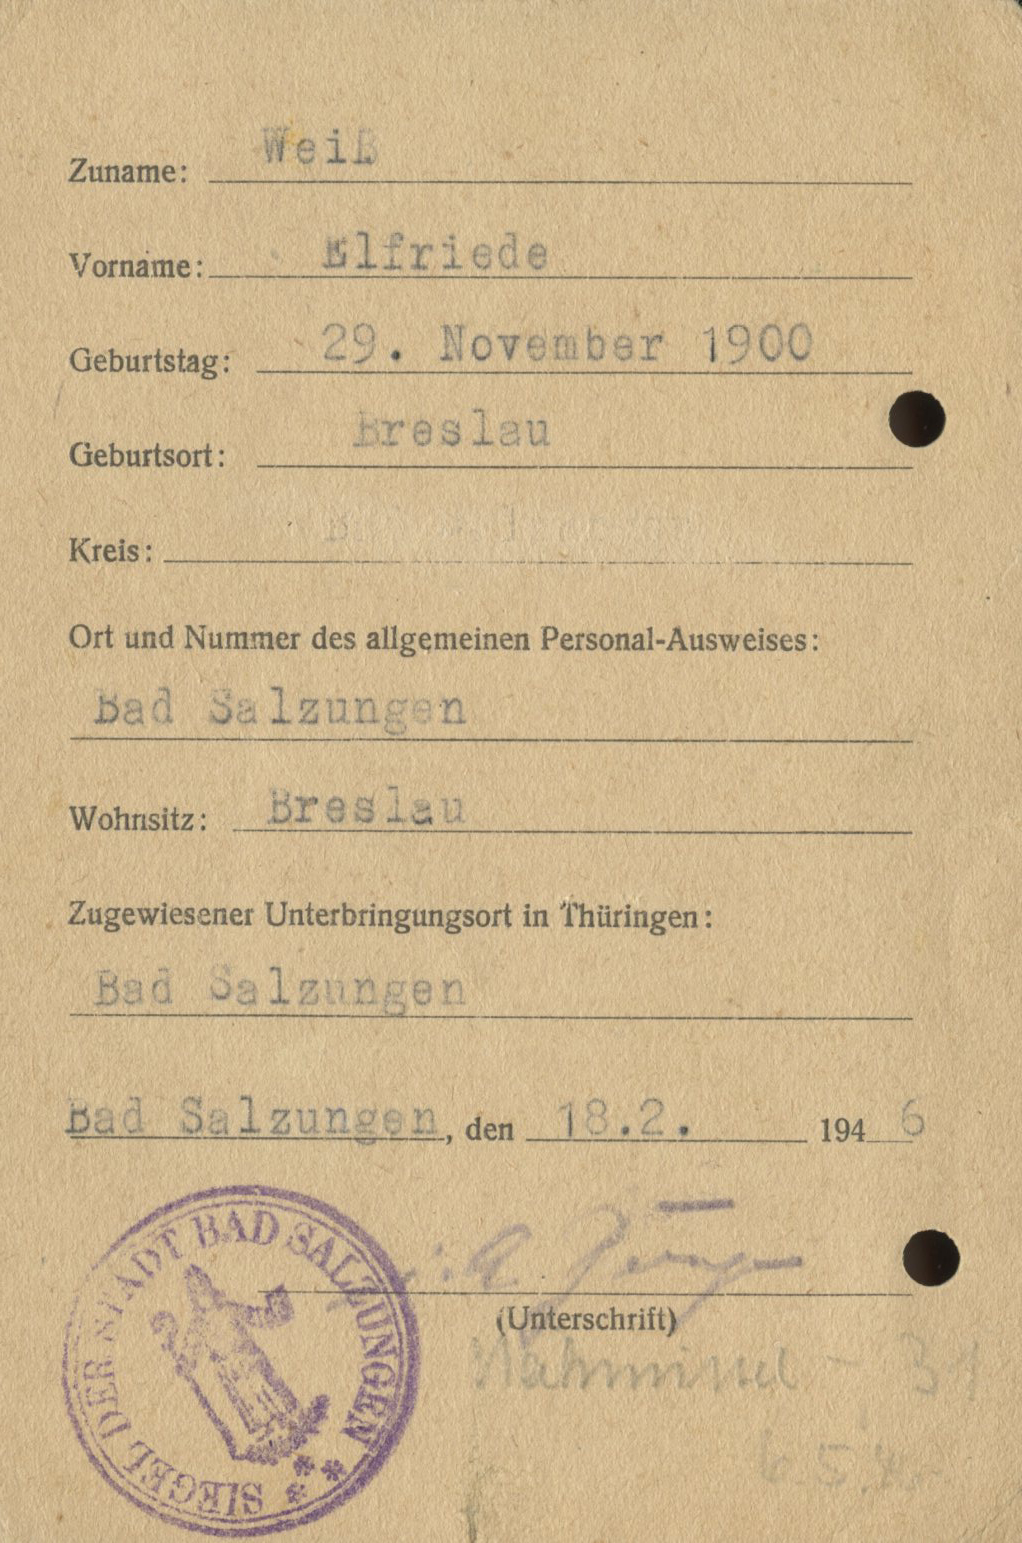 Zuname: Weiß
Vorname: Elfriede
Geburtstag: 29. November 1900
Geburtsort: Breslau
Kreis:
Ort und Nummer des allgemeinen Personal-Ausweises:
Bad Salzungen
Wohnsitz: Breslau
Zugewiesener Unterbringungsort in Thüringen:
Bad Salzungen
Bad Salzungen, den 18.2. 1946
(Unterschrift)
SIEGEL DER STADT BAD SALZUNGEN